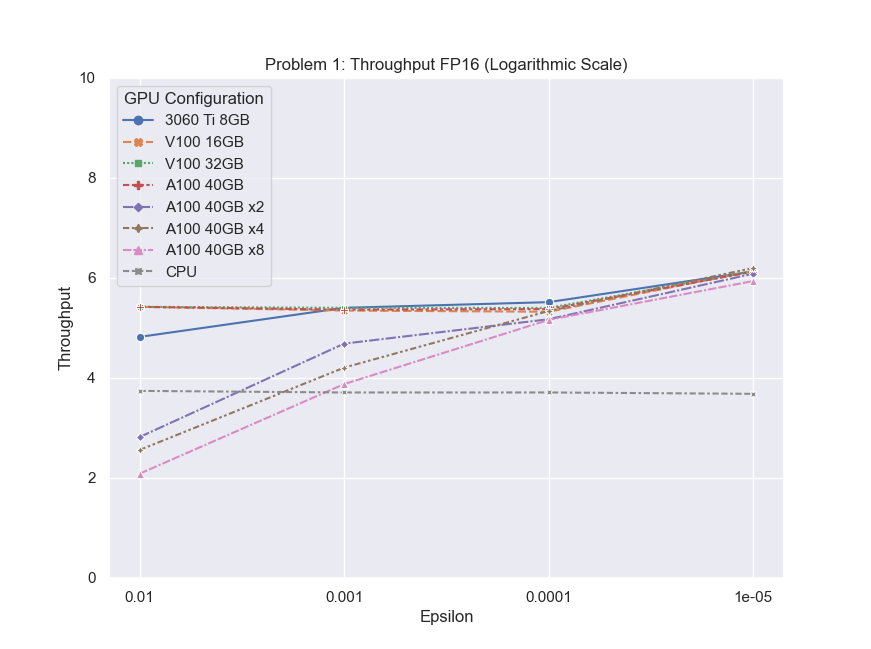 Problem 1: Throughput FP16 (Logarithmic Scale)
10
8
6
4
2
0
Throughput
GPU Configuration
3060 Ti 8GB
V100 16GB
V100 32GB
A100 40GB
A100 40GB x2
A100 40GB x4
A100 40GB x8
CPU
0.01
0.001
0.0001
1e-05
Epsilon